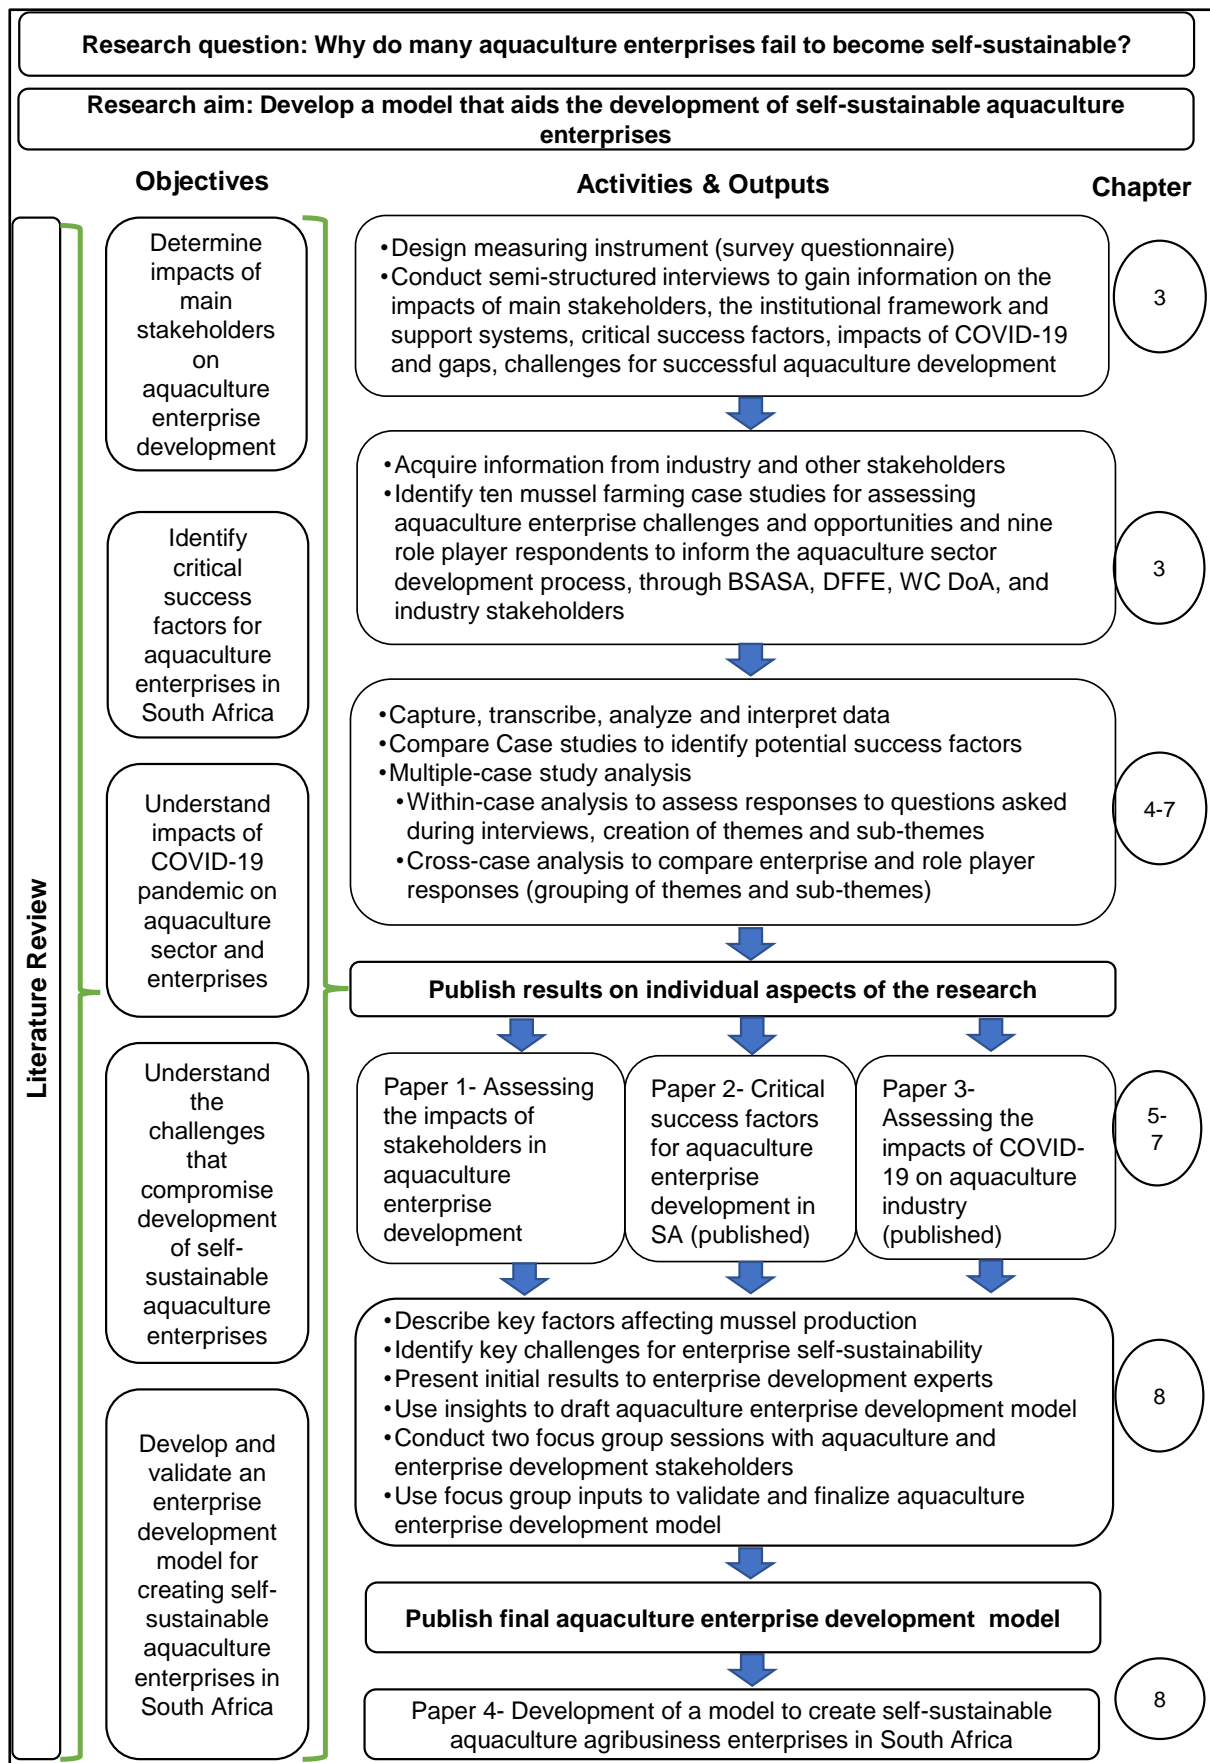 Research question: Why do many aquaculture enterprises fail to become self-sustainable?
Research aim: Develop a model that aids the development of self-sustainable aquaculture
enterprises
Objectives
Activities & Outputs
Chapter
Literature Review
Determine
impacts of
main
stakeholders
on
aquaculture
enterprise
development
Identify
critical
success
factors for
aquaculture
enterprises in
South Africa
Understand
impacts of
COVID-19
pandemic on
aquaculture
sector and
enterprises
Understand
the
challenges
that
compromise
development
of self-
sustainable
aquaculture
enterprises
Develop and
validate an
enterprise
development
model for
creating self-
sustainable
aquaculture
enterprises in
South Africa
•Design measuring instrument (survey questionnaire)
•Conduct semi-structured interviews to gain information on the
impacts of main stakeholders, the institutional framework and
support systems, critical success factors, impacts of COVID-19
and gaps, challenges for successful aquaculture development
3
•Acquire information from industry and other stakeholders
•Identify ten mussel farming case studies for assessing
aquaculture enterprise challenges and opportunities and nine
role player respondents to inform the aquaculture sector
development process, through BSASA, DFFE, WC DoA, and
industry stakeholders
3
•Capture, transcribe, analyze and interpret data
•Compare Case studies to identify potential success factors
•Multiple-case study analysis
•Within-case analysis to assess responses to questions asked
during interviews, creation of themes and sub-themes
•Cross-case analysis to compare enterprise and role player
responses (grouping of themes and sub-themes)
4-7
Publish results on individual aspects of the research
Paper 1- Assessing
the impacts of
stakeholders in
aquaculture
enterprise
development
Paper 2- Critical
success factors
for aquaculture
enterprise
development in
SA (published)
Paper 3-
Assessing the
impacts of COVID-
19 on aquaculture
industry
(published)
5-
7
•Describe key factors affecting mussel production
•Identify key challenges for enterprise self-sustainability
•Present initial results to enterprise development experts
•Use insights to draft aquaculture enterprise development model
•Conduct two focus group sessions with aquaculture and
enterprise development stakeholders
•Use focus group inputs to validate and finalize aquaculture
enterprise development model
8
Publish final aquaculture enterprise development model
Paper 4- Development of a model to create self-sustainable
aquaculture agribusiness enterprises in South Africa
8